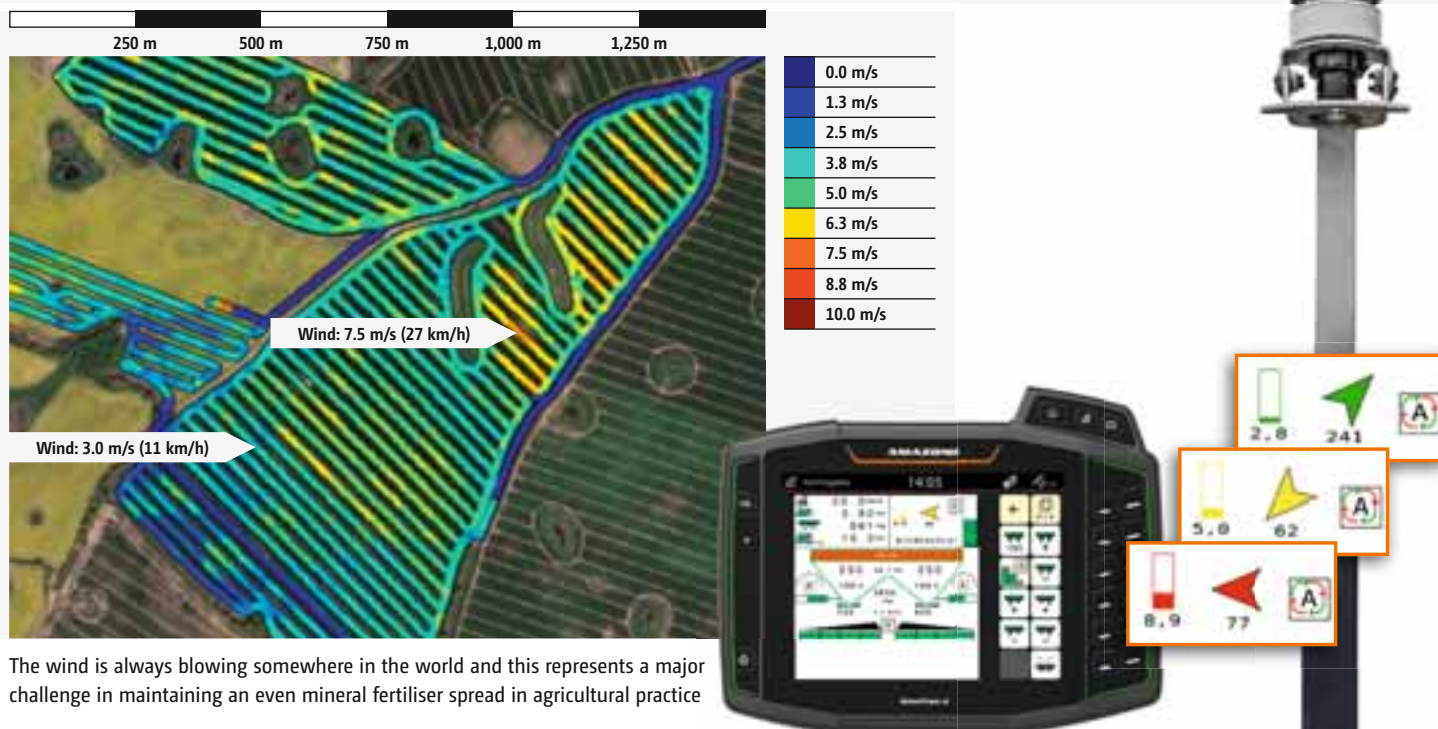 250 m 500 m 750 m 1,000 m 1,250 m
0.0 m/s
1.3 m/s
2.5 m/s
3.8 m/s
5.0 m/s
6.3 m/s
7.5 m/s
8.8 m/s
10.0 m/s
Wind: 7.5 m/s (27 km/h)
Wind: 3.0 m/s (11 km/h)
AMAZONE
14:05
2,8 241 A
5,0 62 A
8,9 77 A
The wind is always blowing somewhere in the world and this represents a major
challenge in maintaining an even mineral fertiliser spread in agricultural practice